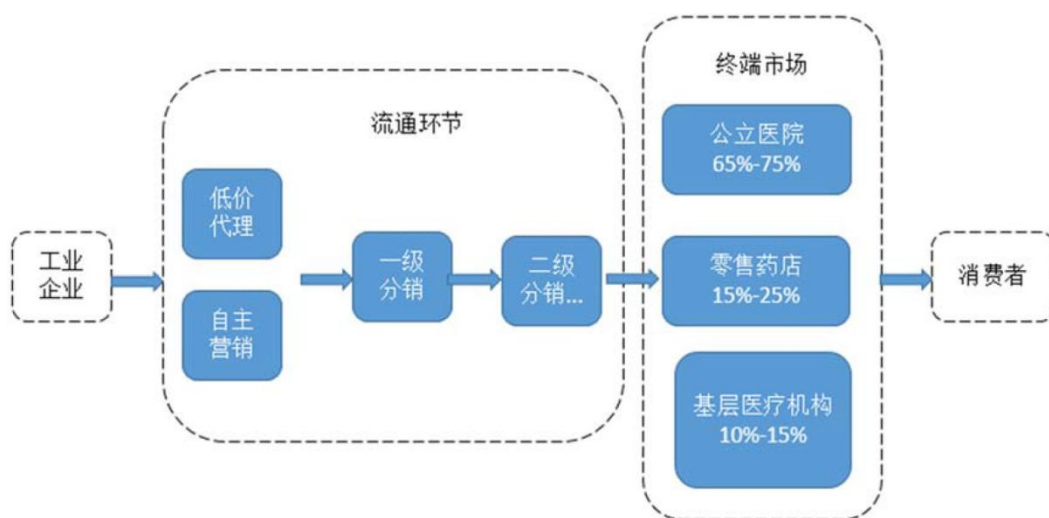 工业
企业
流通环节
低价
代理
自主
营销
一级
分销
二级
分销...
终端市场
公立医院
65%-75%
零售药店
15%-25%
基层医疗机构
10%-15%
消费者